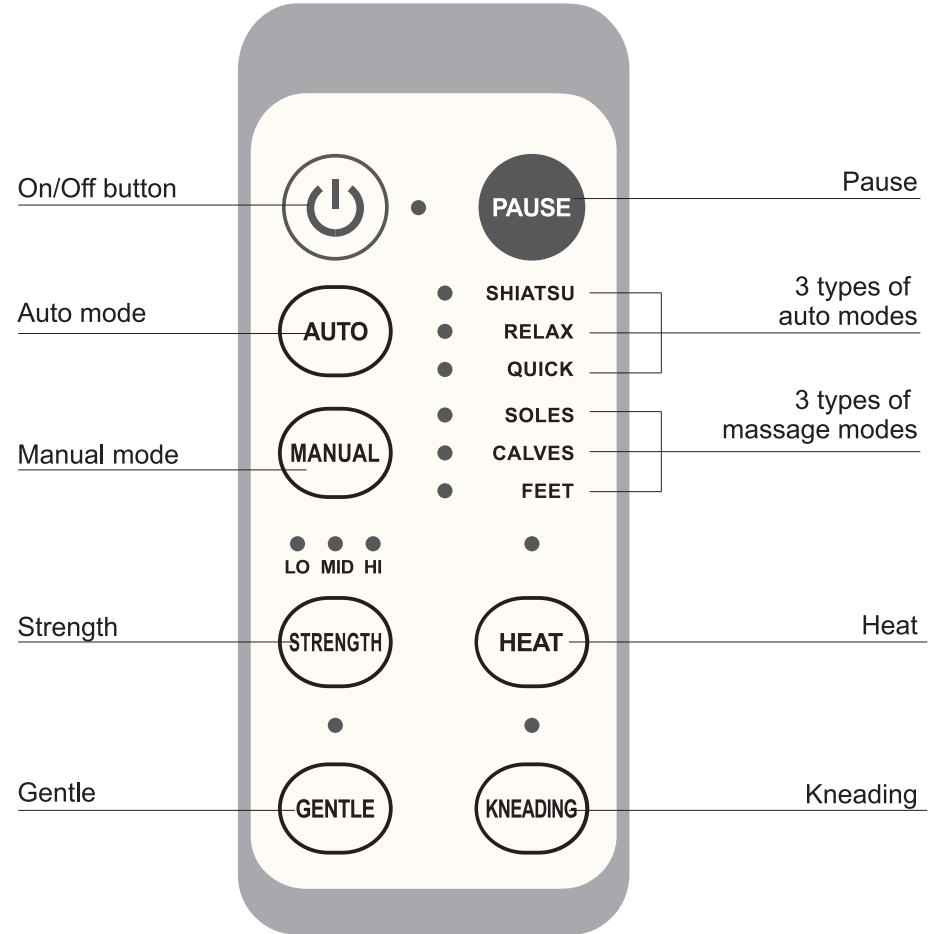 On/Off button
PAUSE
Pause
Auto mode
AUTO
SHIATSU
RELAX
QUICK
3 types of
auto modes
Manual mode
MANUAL
SOLES
CALVES
FEET
3 types of
massage modes
LO MID HI
Strength
STRENGTH
HEAT
Heat
Gentle
GENTLE
KNEADING
Kneading